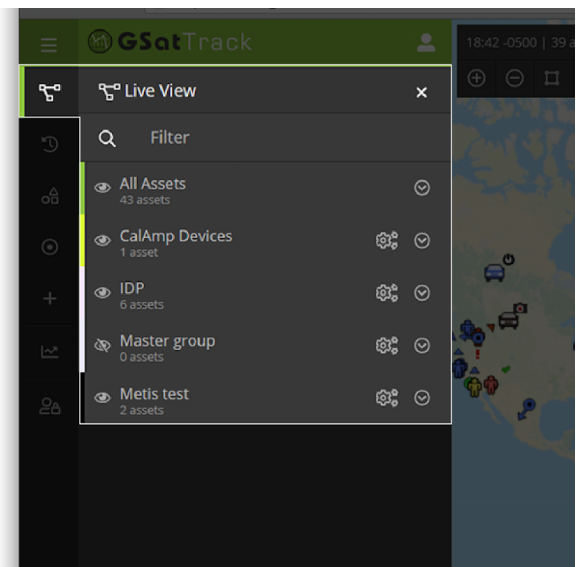 GSatTrack
18:42 -0500 | 39 a
Live View
Filter
All Assets
43 assets
CalAmp Devices
1 asset
IDP
6 assets
Master group
0 assets
Metis test
2 assets